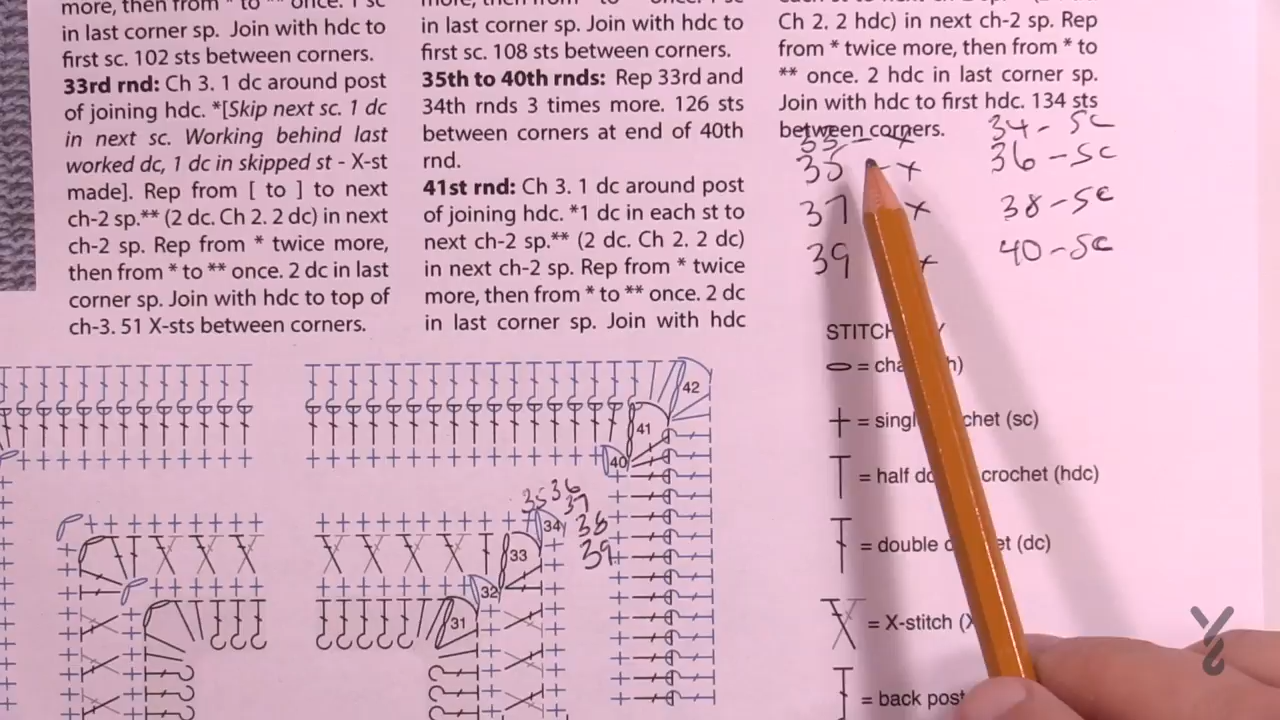 more, then from * to ** once. 1 sc
in last corner sp. Join with hdc to
first sc. 102 sts between corners.
33rd rnd: Ch 3. 1 dc around post
of joining hdc. *[Skip next sc. 1 dc
in next sc. Working behind last
worked dc, 1 dc in skipped st - X-st
made]. Rep from [ to ] to next
ch-2 sp.** (2 dc. Ch 2. 2 dc) in next
ch-2 sp. Rep from * twice more,
then from * to ** once. 2 dc in last
corner sp. Join with hdc to top of
ch-3. 51 X-sts between corners.
in last corner sp. Join with hdc to
first sc. 108 sts between corners.
35th to 40th rnds: Rep 33rd and
34th rnds 3 times more. 126 sts
between corners at end of 40th
rnd.
41st rnd: Ch 3. 1 dc around post
of joining hdc. *1 dc in each st to
next ch-2 sp.** (2 dc. Ch 2. 2 dc)
in next ch-2 sp. Rep from * twice
more, then from * to ** once. 2 dc
in last corner sp. Join with hdc
Ch 2. 2 hdc) in next ch-2 sp. Rep
from * twice more, then from * to
** once. 2 hdc in last corner sp.
Join with hdc to first hdc. 134 sts
between corners.
33 - x 34 - SC
35 - x 36 - SC
37 x 38 - SC
39 x 40 - SC
STITCH
= cha h)
= singl chet (sc)
= half do crochet (hdc)
= double c et (dc)
= X-stitch (X
= back post
42
41
40
35 36
37
38
39
34
33
32
31